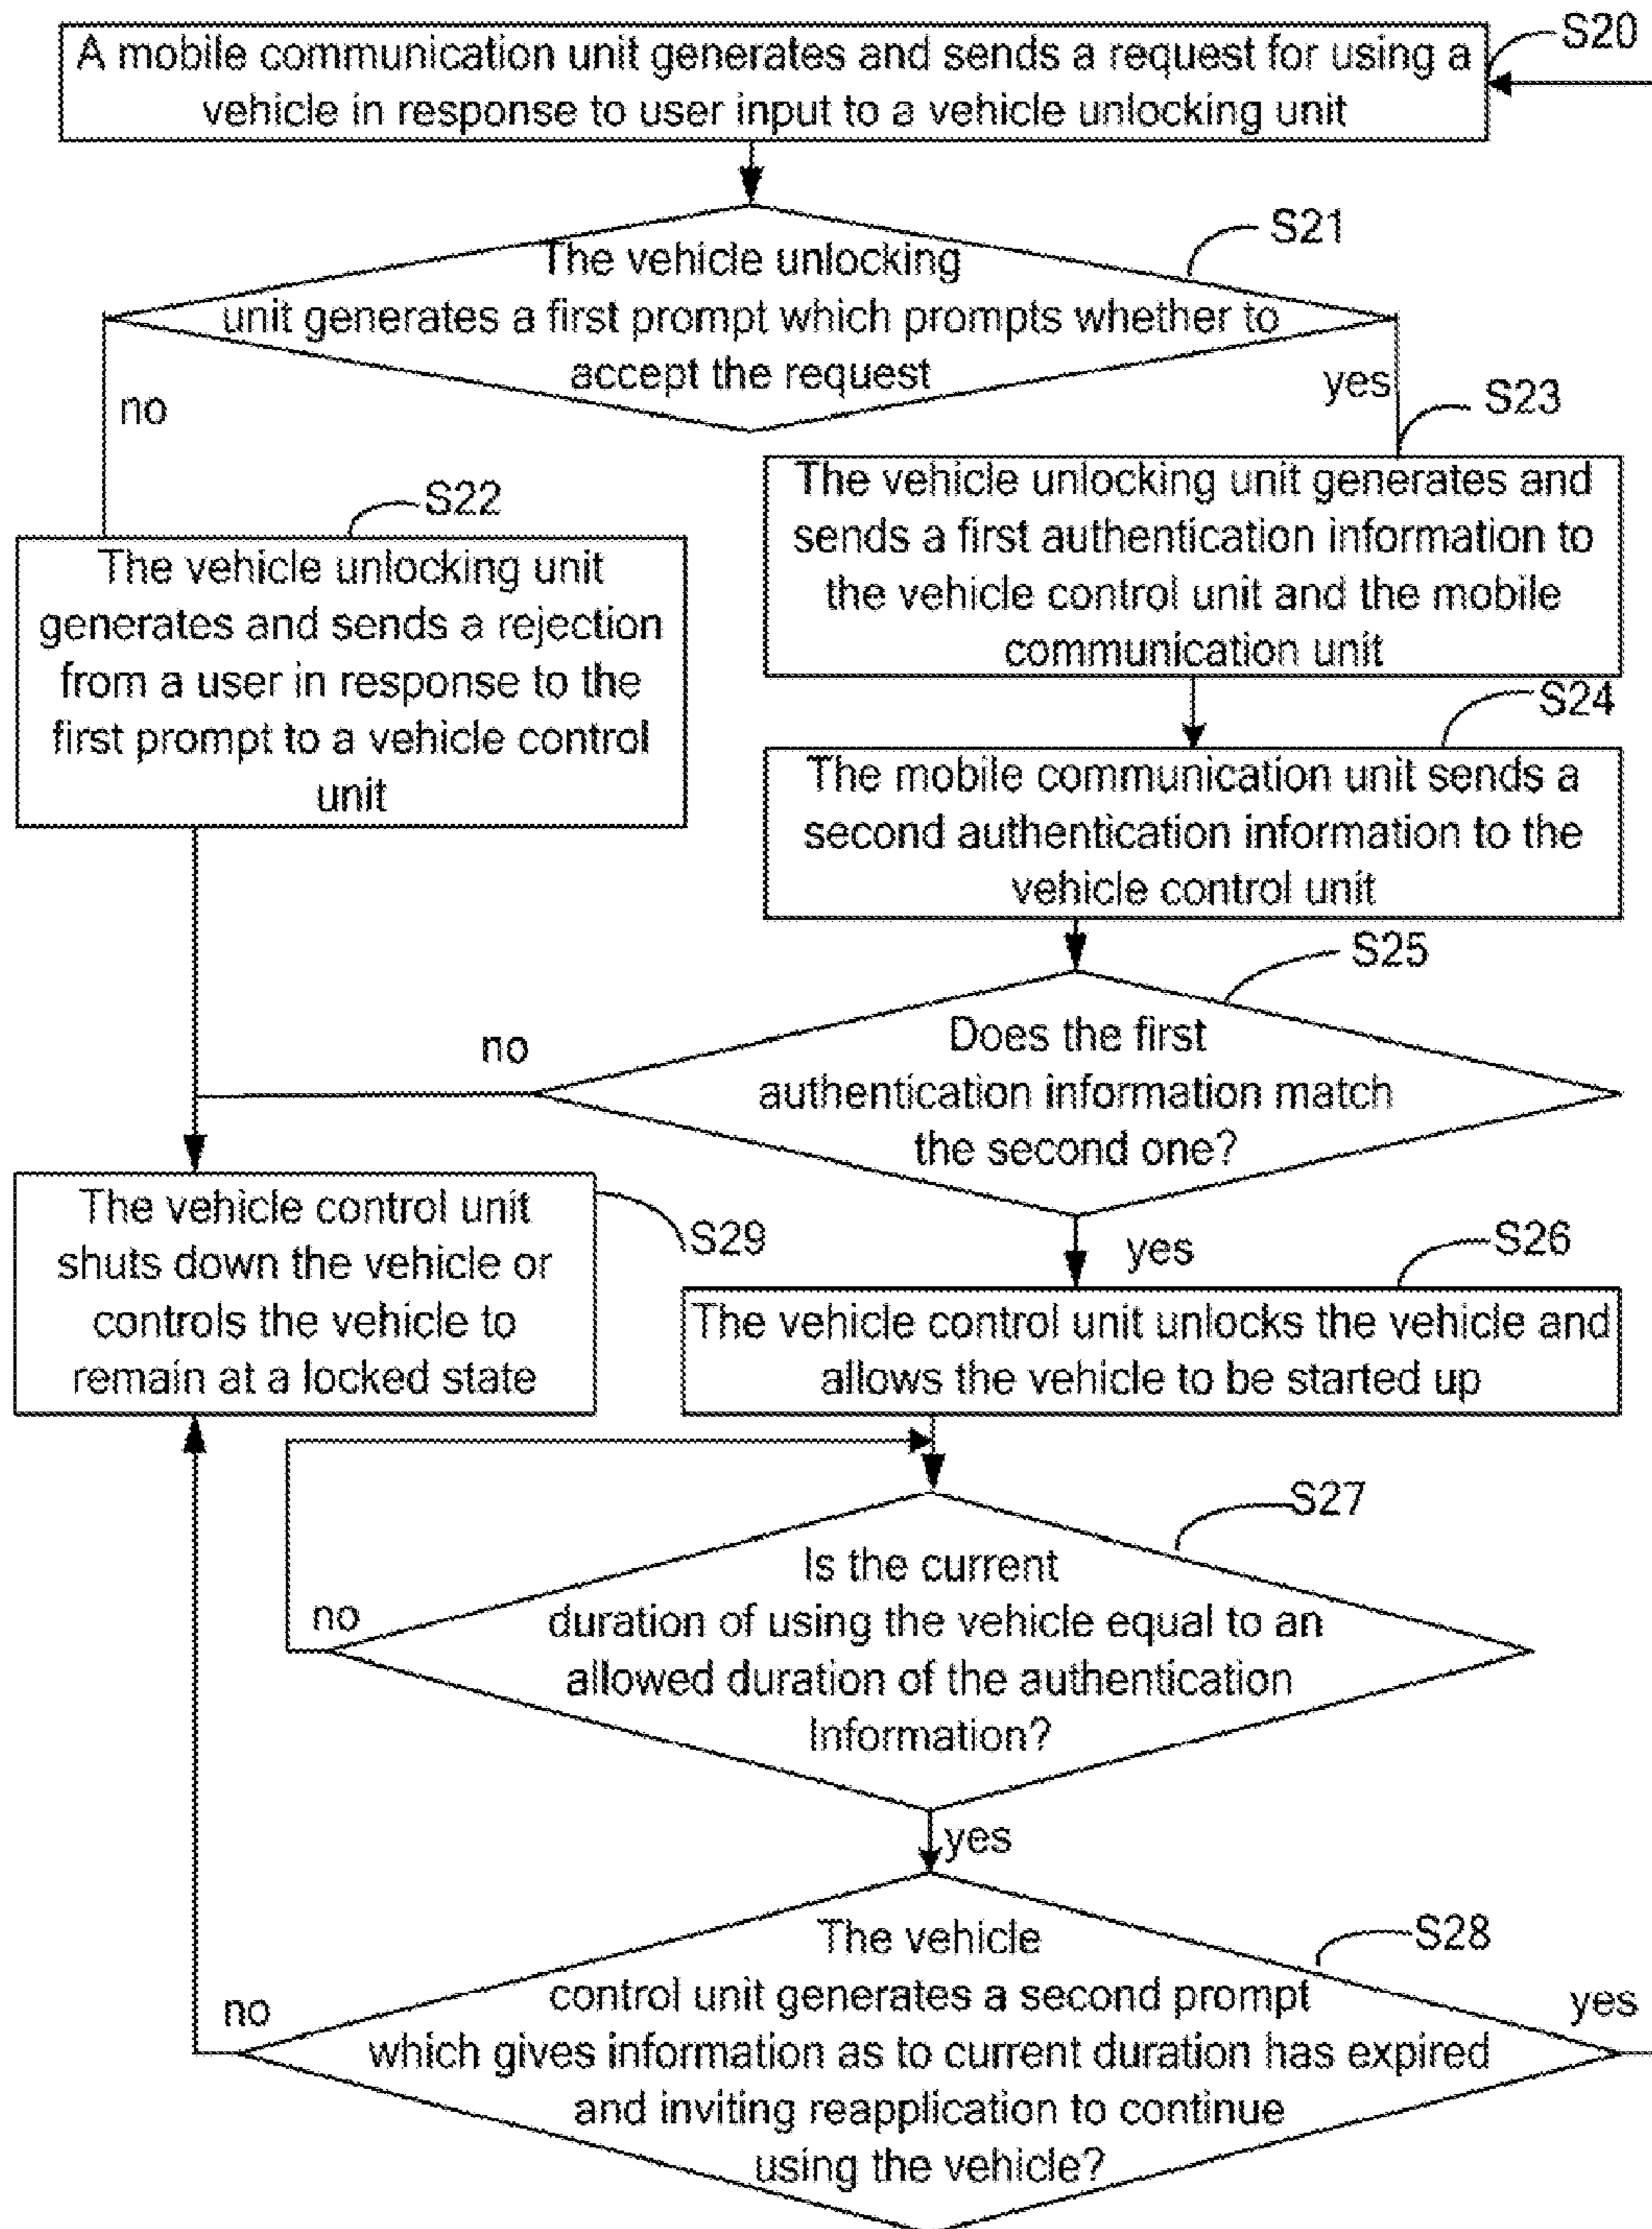 S20
A mobile communication unit generates and sends a request for using a
vehicle in response to user input to a vehicle unlocking unit
S21
The vehicle unlocking
unit generates a first prompt which prompts whether to
accept the request
no
yes
S23
The vehicle unlocking unit generates and
sends a first authentication information to
the vehicle control unit and the mobile
communication unit
S22
The vehicle unlocking unit
generates and sends a rejection
from a user in response to the
first prompt to a vehicle control
unit
S24
The mobile communication unit sends a
second authentication information to the
vehicle control unit
S25
Does the first
authentication information match
the second one?
no
yes
S29
The vehicle control unit
shuts down the vehicle or
controls the vehicle to
remain at a locked state
S26
The vehicle control unit unlocks the vehicle and
allows the vehicle to be started up
S27
Is the current
duration of using the vehicle equal to an
allowed duration of the authentication
Information?
no
yes
S28
The vehicle
control unit generates a second prompt
which gives information as to current duration has expired
and inviting reapplication to continue
using the vehicle?
no
yes